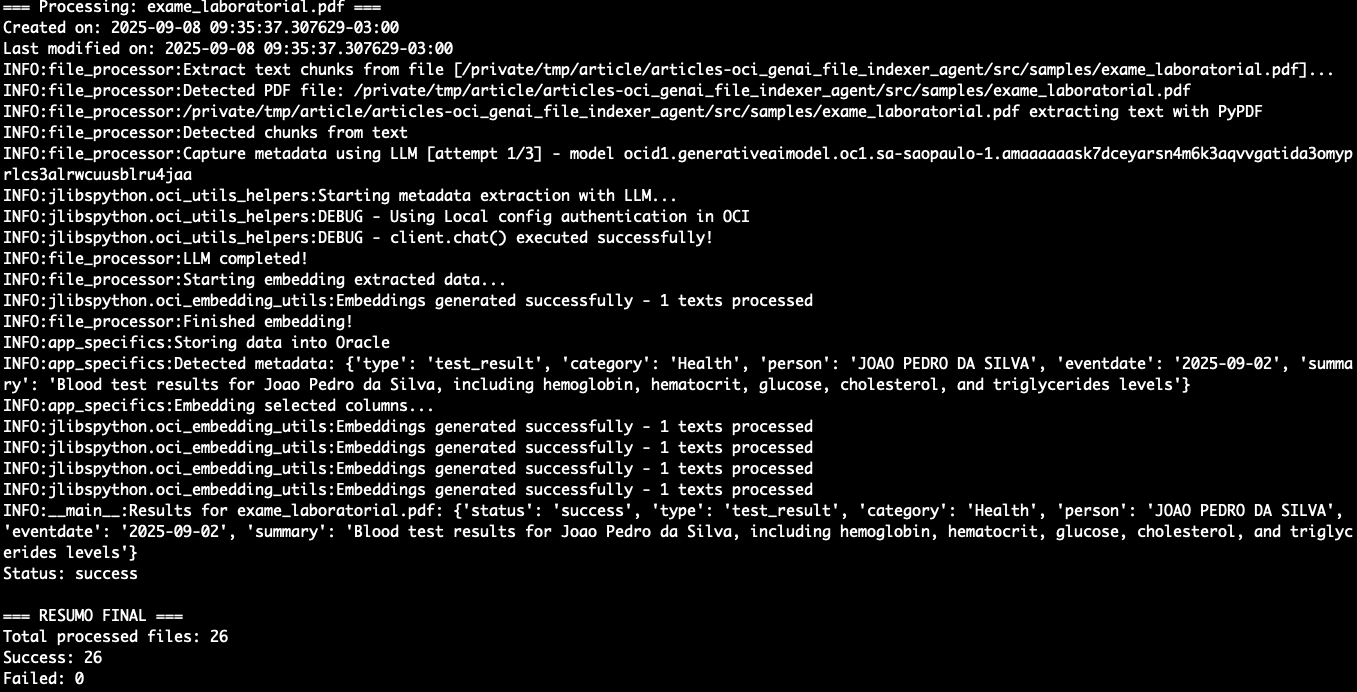 === Processing: exame_laboratorial.pdf ===
Created on: 2025-09-08 09:35:37.307629-03:00
Last modified on: 2025-09-08 09:35:37.307629-03:00
INFO:file_processor:Extract text chunks from file [/private/tmp/article/articles-oci_genai_file_indexer_agent/src/samples/exame_laboratorial.pdf]...
INFO:file_processor:Detected PDF file: /private/tmp/article/articles-oci_genai_file_indexer_agent/src/samples/exame_laboratorial.pdf
INFO:file_processor:/private/tmp/article/articles-oci_genai_file_indexer_agent/src/samples/exame_laboratorial.pdf extracting text with PyPDF
INFO:file_processor:Detected chunks from text
INFO:file_processor:Capture metadata using LLM [attempt 1/3] - model ocid1.generativeaimodel.oc1.sa-saopaulo-1.amaaaaaask7dceyarsn4m6k3aqvvgatida3omyp
rlcs3alrwcuusblru4jaa
INFO:jlibspython.oci_utils_helpers:Starting metadata extraction with LLM...
INFO:jlibspython.oci_utils_helpers:DEBUG - Using Local config authentication in OCI
INFO:jlibspython.oci_utils_helpers:DEBUG - client.chat() executed successfully!
INFO:file_processor:LLM completed!
INFO:file_processor:Starting embedding extracted data...
INFO:jlibspython.oci_embedding_utils:Embeddings generated successfully - 1 texts processed
INFO:file_processor:Finished embedding!
INFO:app_specifics:Storing data into Oracle
INFO:app_specifics:Detected metadata: {'type': 'test_result', 'category': 'Health', 'person': 'JOAO PEDRO DA SILVA', 'eventdate': '2025-09-02', 'summa
ry': 'Blood test results for Joao Pedro da Silva, including hemoglobin, hematocrit, glucose, cholesterol, and triglycerides levels'}
INFO:app_specifics:Embedding selected columns...
INFO:jlibspython.oci_embedding_utils:Embeddings generated successfully - 1 texts processed
INFO:jlibspython.oci_embedding_utils:Embeddings generated successfully - 1 texts processed
INFO:jlibspython.oci_embedding_utils:Embeddings generated successfully - 1 texts processed
INFO:jlibspython.oci_embedding_utils:Embeddings generated successfully - 1 texts processed
INFO:__main__:Results for exame_laboratorial.pdf: {'status': 'success', 'type': 'test_result', 'category': 'Health', 'person': 'JOAO PEDRO DA SILVA',
'eventdate': '2025-09-02', 'summary': 'Blood test results for Joao Pedro da Silva, including hemoglobin, hematocrit, glucose, cholesterol, and triglyc
erides levels'}
Status: success
=== RESUMO FINAL ===
Total processed files: 26
Success: 26
Failed: 0